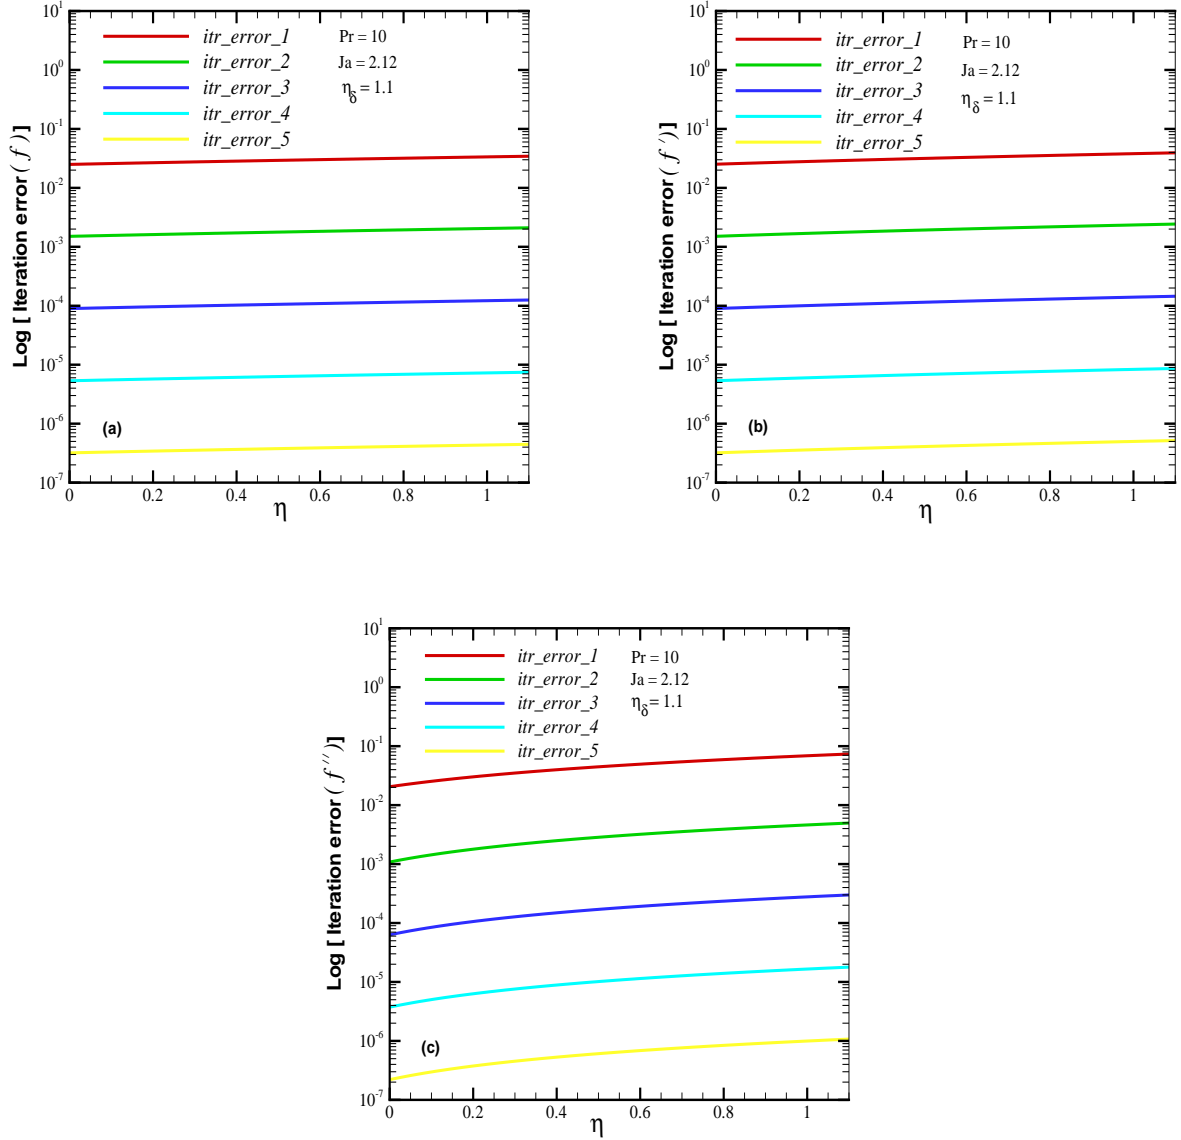 Log [ Iteration error ( f ) ]
10^1
10^0
10^-1
10^-2
10^-3
10^-4
10^-5
10^-6
10^-7
itr_error_1
itr_error_2
itr_error_3
itr_error_4
itr_error_5
Pr = 10
Ja = 2.12
η_δ = 1.1
(a)
0 0.2 0.4 0.6 0.8 1
η
Log [ Iteration error ( f ′) ]
10^1
10^0
10^-1
10^-2
10^-3
10^-4
10^-5
10^-6
10^-7
itr_error_1
itr_error_2
itr_error_3
itr_error_4
itr_error_5
Pr = 10
Ja = 2.12
η_δ = 1.1
(b)
0 0.2 0.4 0.6 0.8 1
η
Log [ Iteration error ( f ′′) ]
10^1
10^0
10^-1
10^-2
10^-3
10^-4
10^-5
10^-6
10^-7
itr_error_1
itr_error_2
itr_error_3
itr_error_4
itr_error_5
Pr = 10
Ja = 2.12
η_δ = 1.1
(c)
0 0.2 0.4 0.6 0.8 1
η